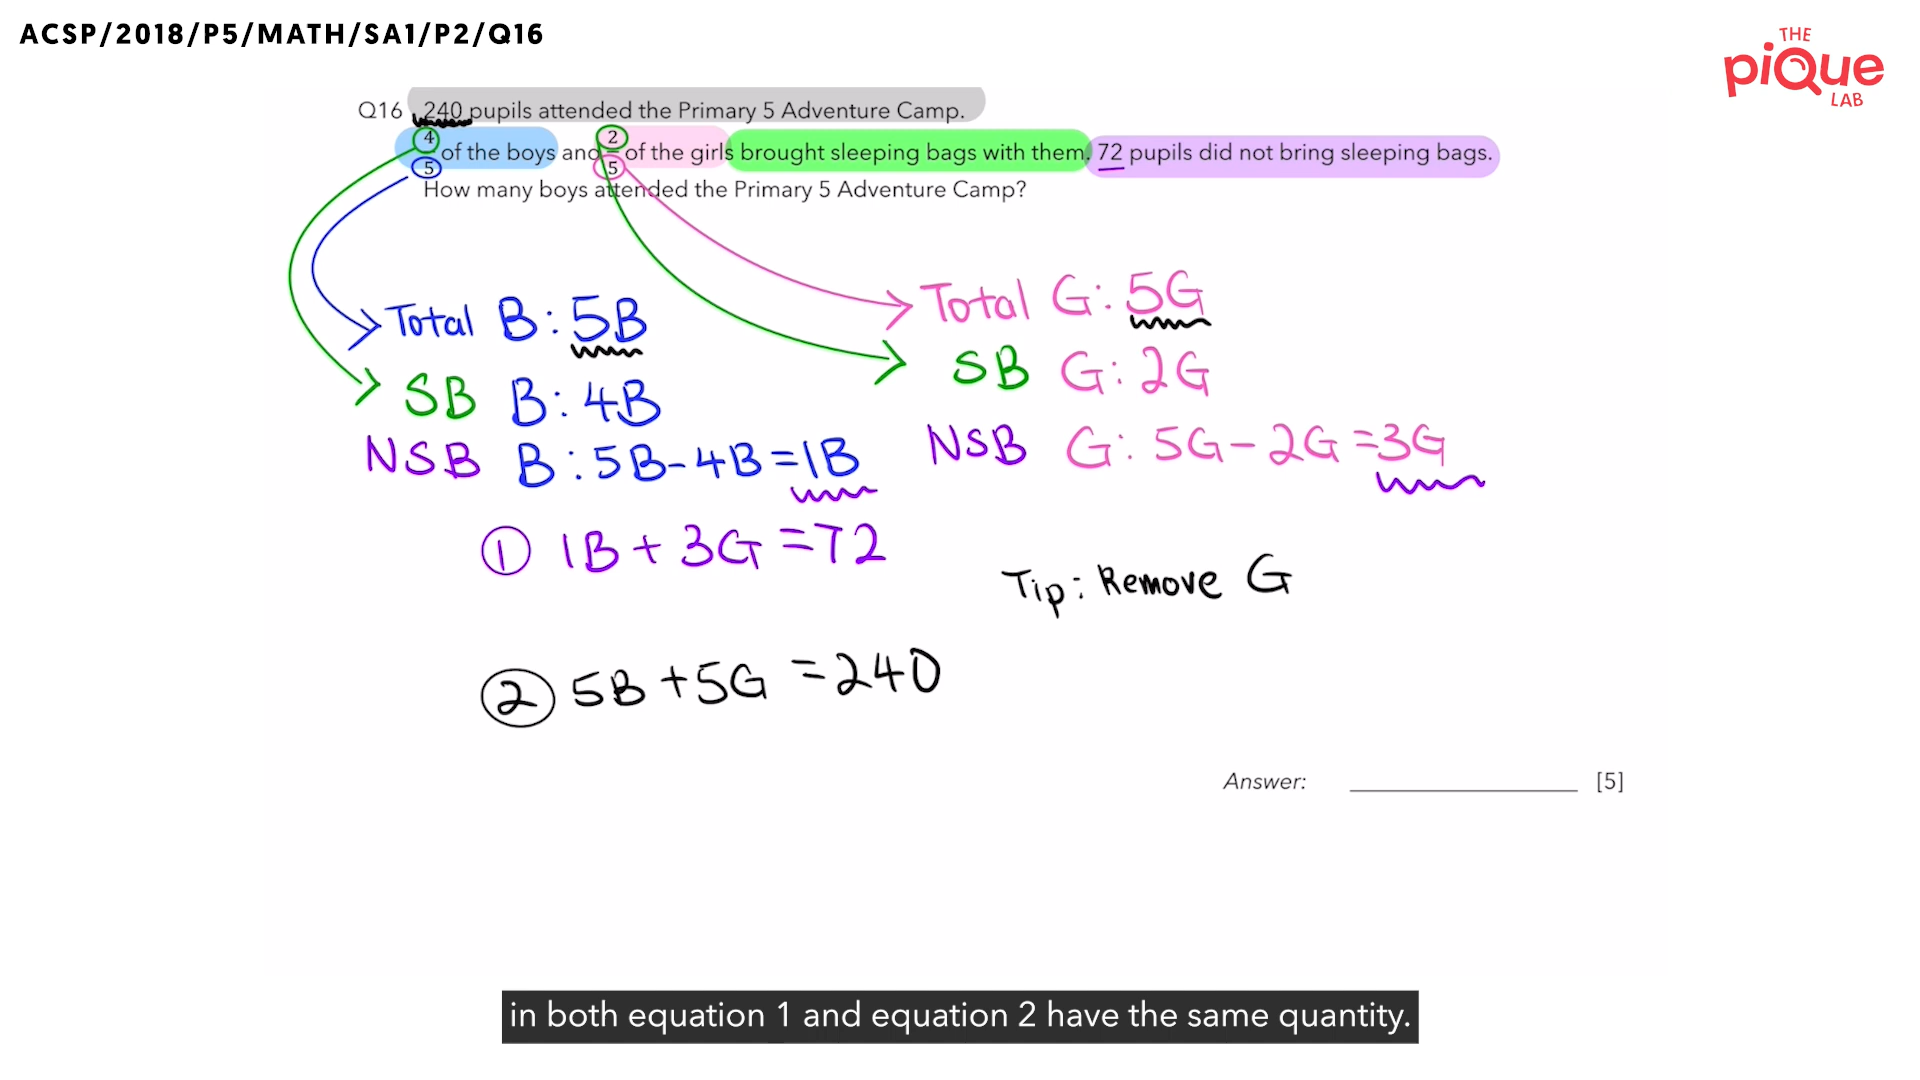 ACSP/2018/P5/MATH/SA1/P2/Q16
THE
piQue
LAB
Q16 240 pupils attended the Primary 5 Adventure Camp.
4/5 of the boys and 2/5 of the girls brought sleeping bags with them. 72 pupils did not bring sleeping bags.
How many boys attended the Primary 5 Adventure Camp?
Total B: 5B
SB B: 4B
NSB B: 5B-4B=1B
Total G: 5G
SB G: 2G
NSB G: 5G-2G=3G
① 1B+3G=72
Tip: Remove G
② 5B+5G=240
Answer: ____________ [5]
in both equation 1 and equation 2 have the same quantity.